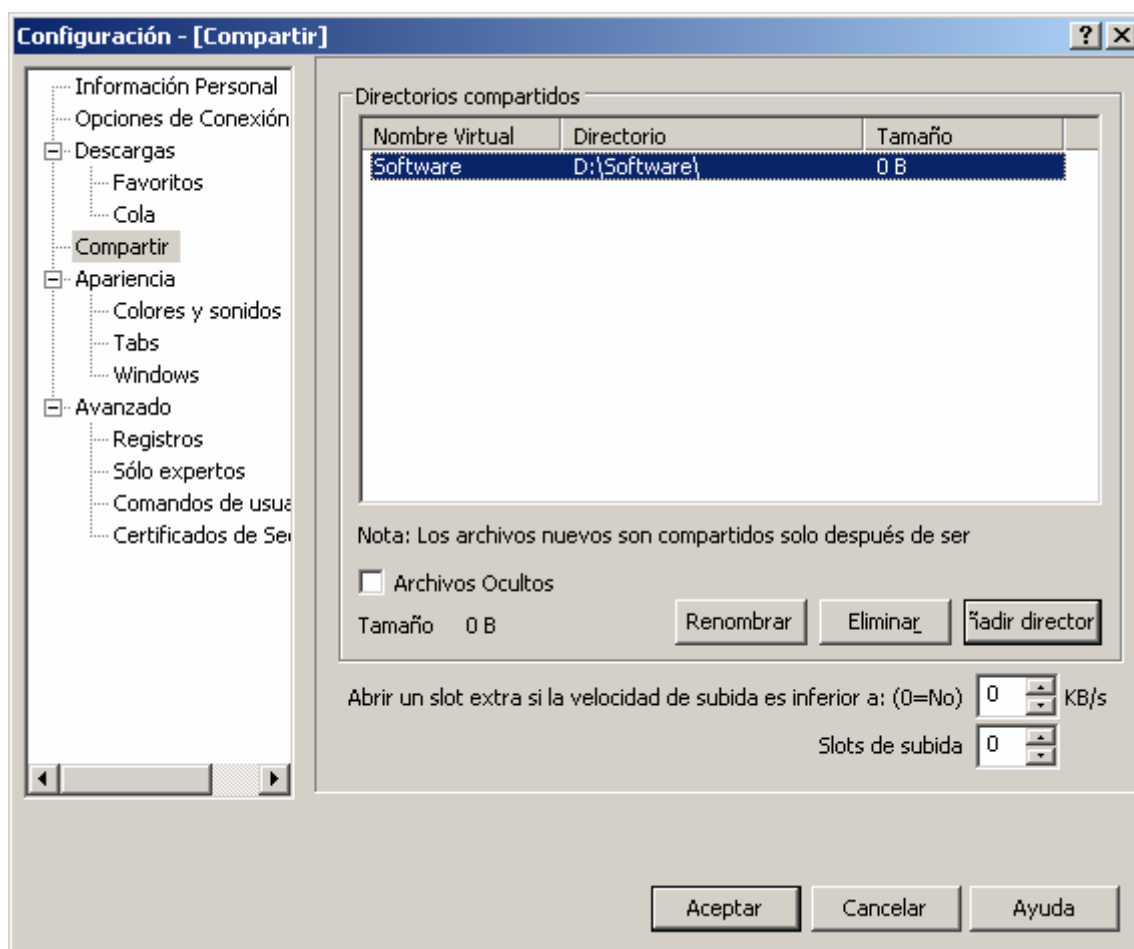 Configuración - [Compartir]
Información Personal
Opciones de Conexión
Descargas
Favoritos
Cola
Compartir
Apariencia
Colores y sonidos
Tabs
Windows
Avanzado
Registros
Sólo expertos
Comandos de usua
Certificados de Se
Directorios compartidos
Nombre Virtual Directorio Tamaño
Software D:\Software\ 0 B
Nota: Los archivos nuevos son compartidos solo después de ser
Archivos Ocultos
Tamaño 0 B
Renombrar Eliminar ñadir director
Abrir un slot extra si la velocidad de subida es inferior a: (0=No) 0 KB/s
Slots de subida 0
Aceptar Cancelar Ayuda